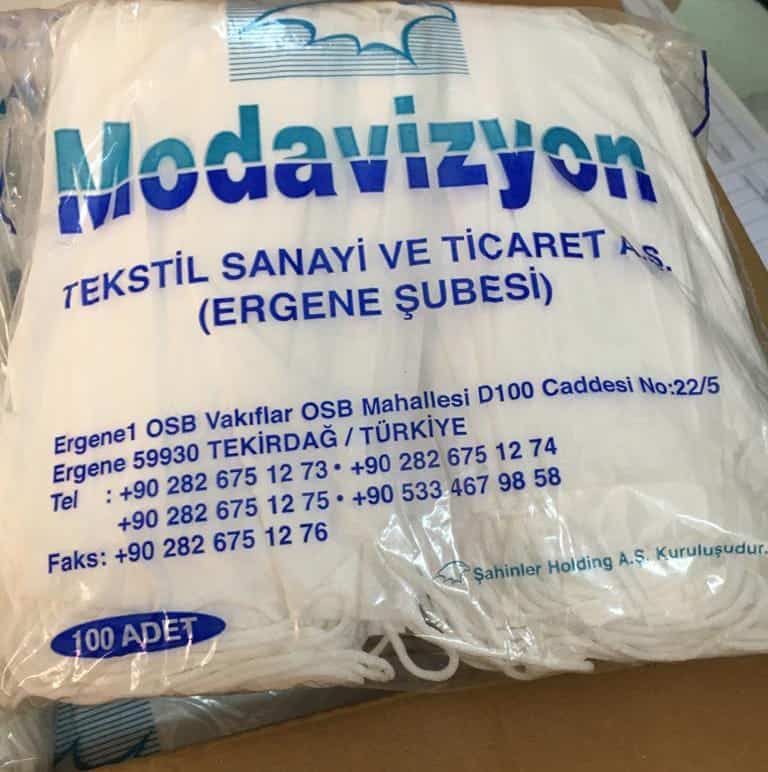 Modavizyon
TEKSTİL SANAYİ VE TİCARET A.Ş.
(ERGENE ŞUBESİ)
Ergene1 OSB Vakıflar OSB Mahallesi D100 Caddesi No:22/5
Ergene 59930 TEKİRDAĞ / TÜRKİYE
Tel : +90 282 675 12 73 • +90 282 675 12 74
+90 282 675 12 75 • +90 533 467 98 58
Faks: +90 282 675 12 76
Şahinler Holding A.Ş. Kuruluşudur.
100 ADET